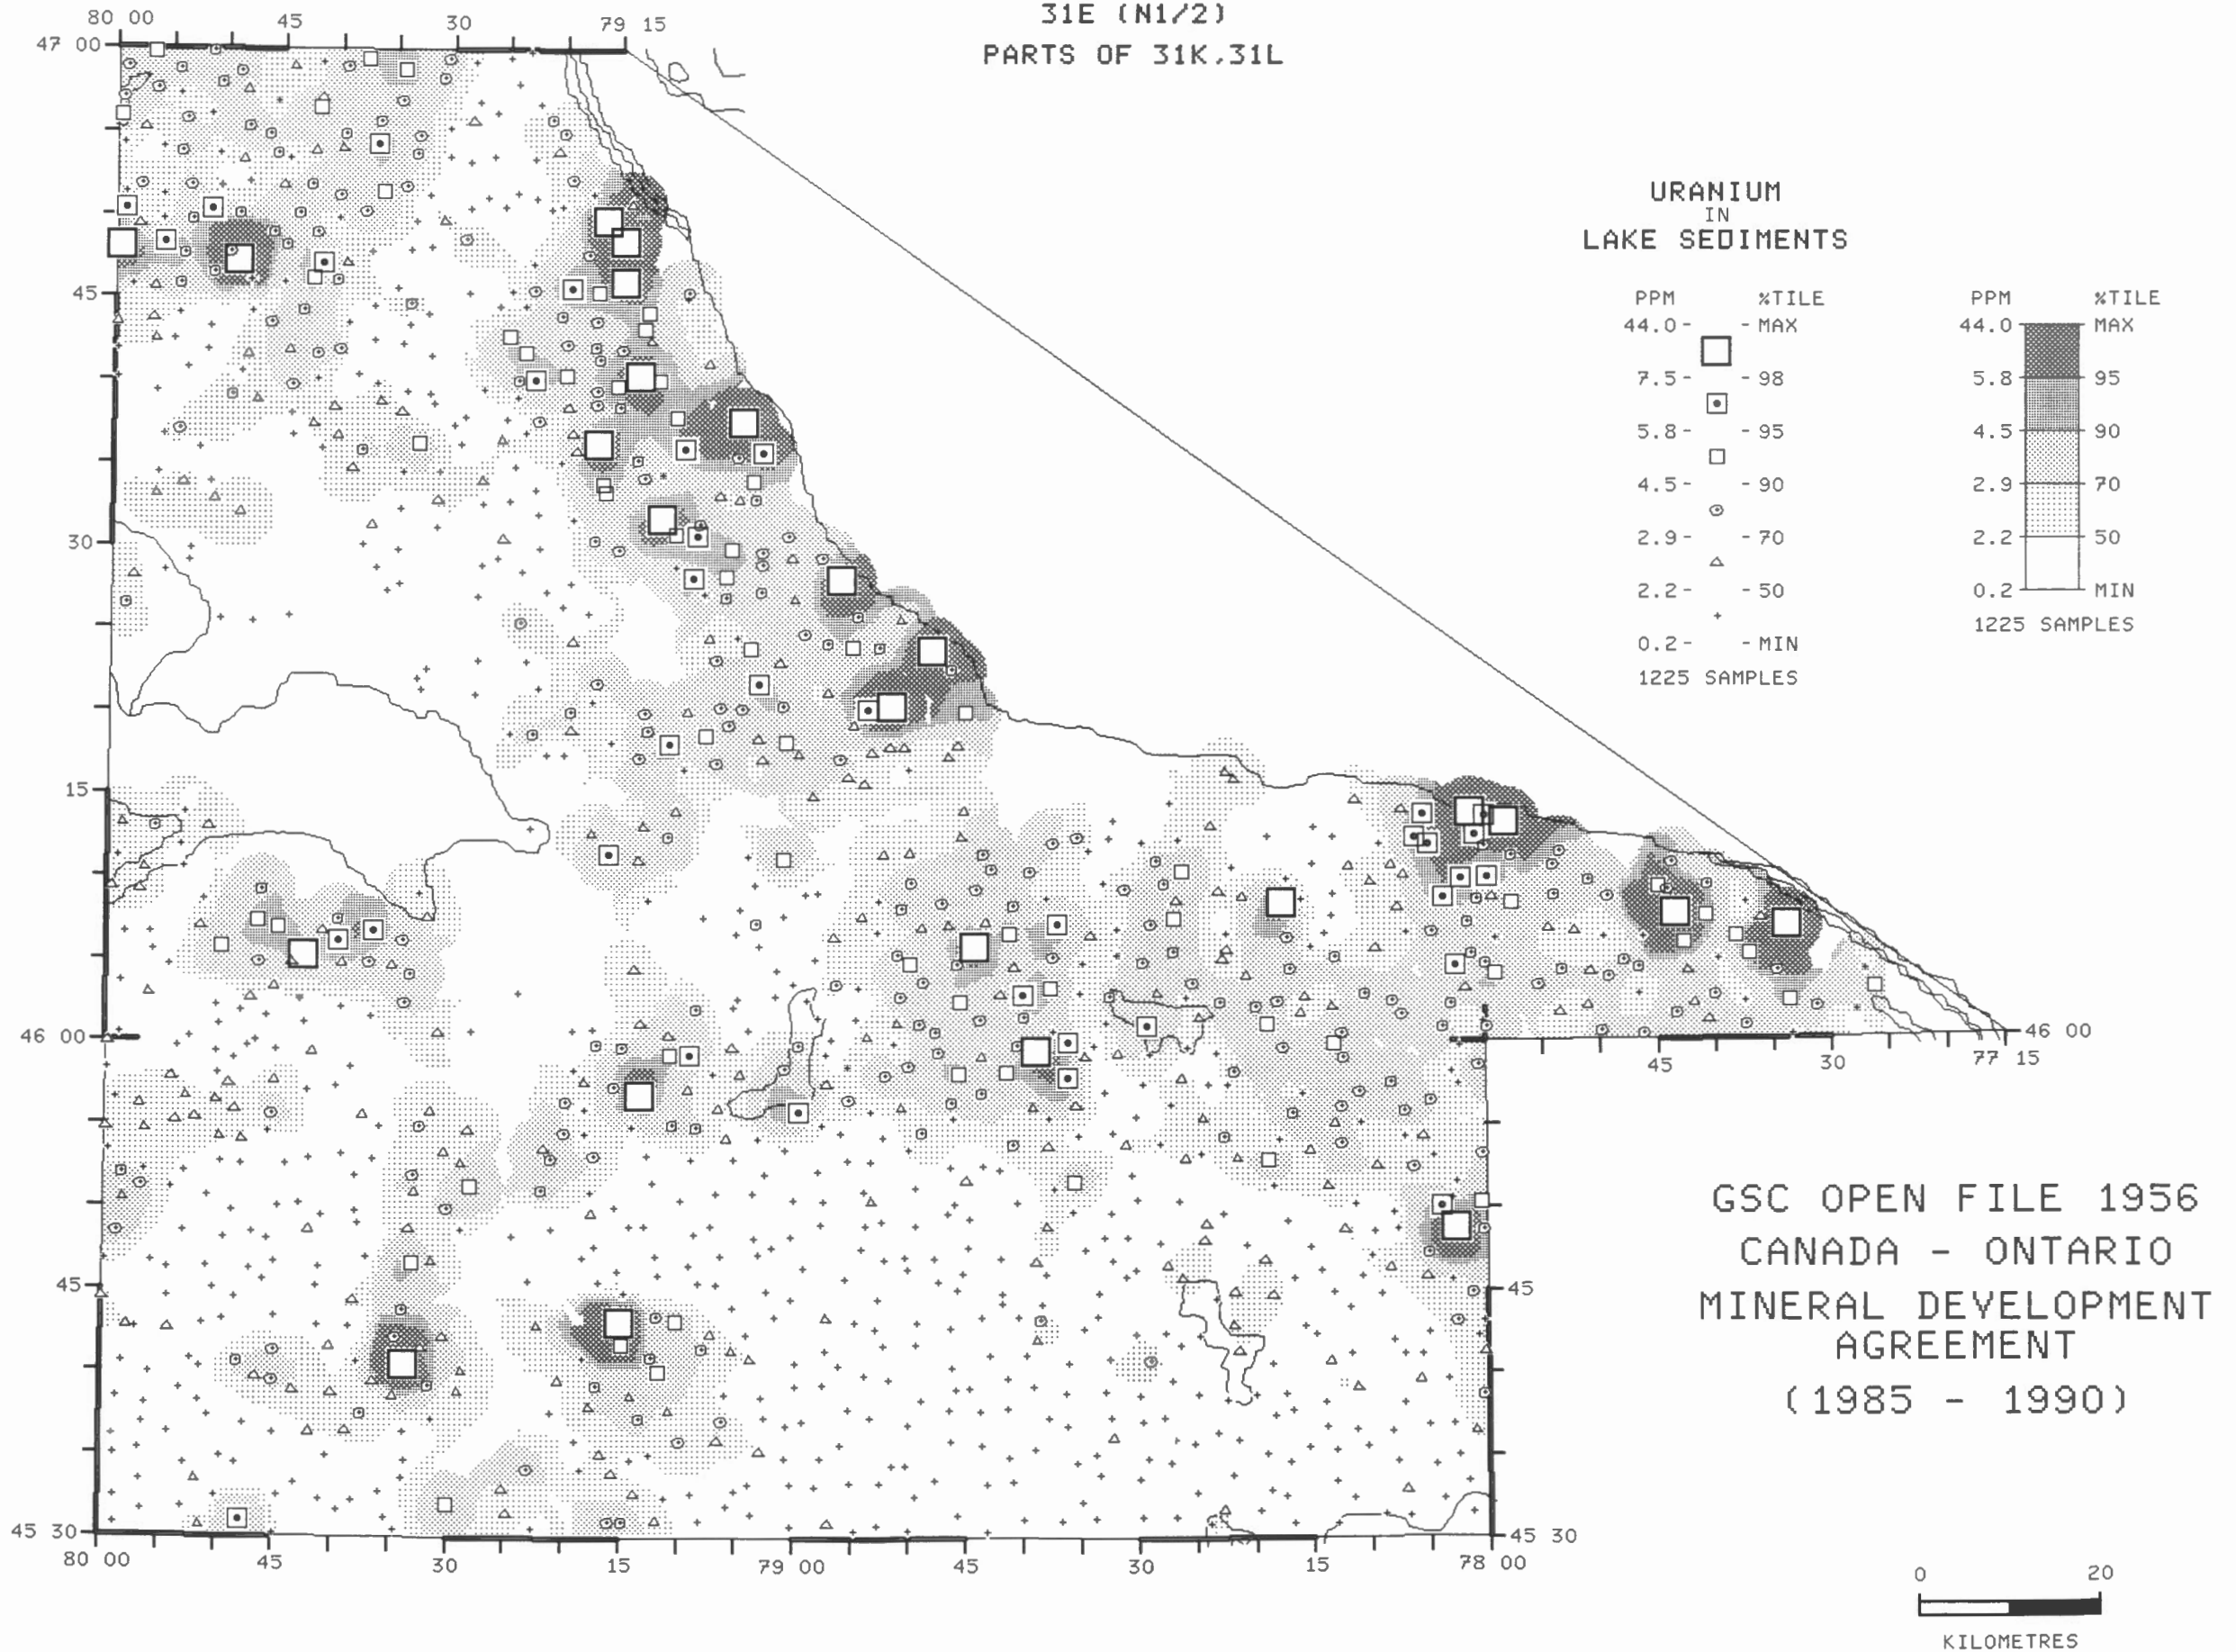 31E (N1/2)
PARTS OF 31K,31L
80 00 45 30 79 15
47 00
45
30
15
46 00
45
45 30
80 00 45 30 15 79 00 45 30 15 78 00
45 30
45
46 00
45 30 77 15
URANIUM
IN
LAKE SEDIMENTS
PPM %TILE
44.0- - MAX
7.5- - 98
5.8- - 95
4.5- - 90
2.9- - 70
2.2- - 50
0.2- - MIN
1225 SAMPLES
PPM %TILE
44.0 MAX
5.8 95
4.5 90
2.9 70
2.2 50
0.2 MIN
1225 SAMPLES
GSC OPEN FILE 1956
CANADA - ONTARIO
MINERAL DEVELOPMENT
AGREEMENT
(1985 - 1990)
0 20
KILOMETRES